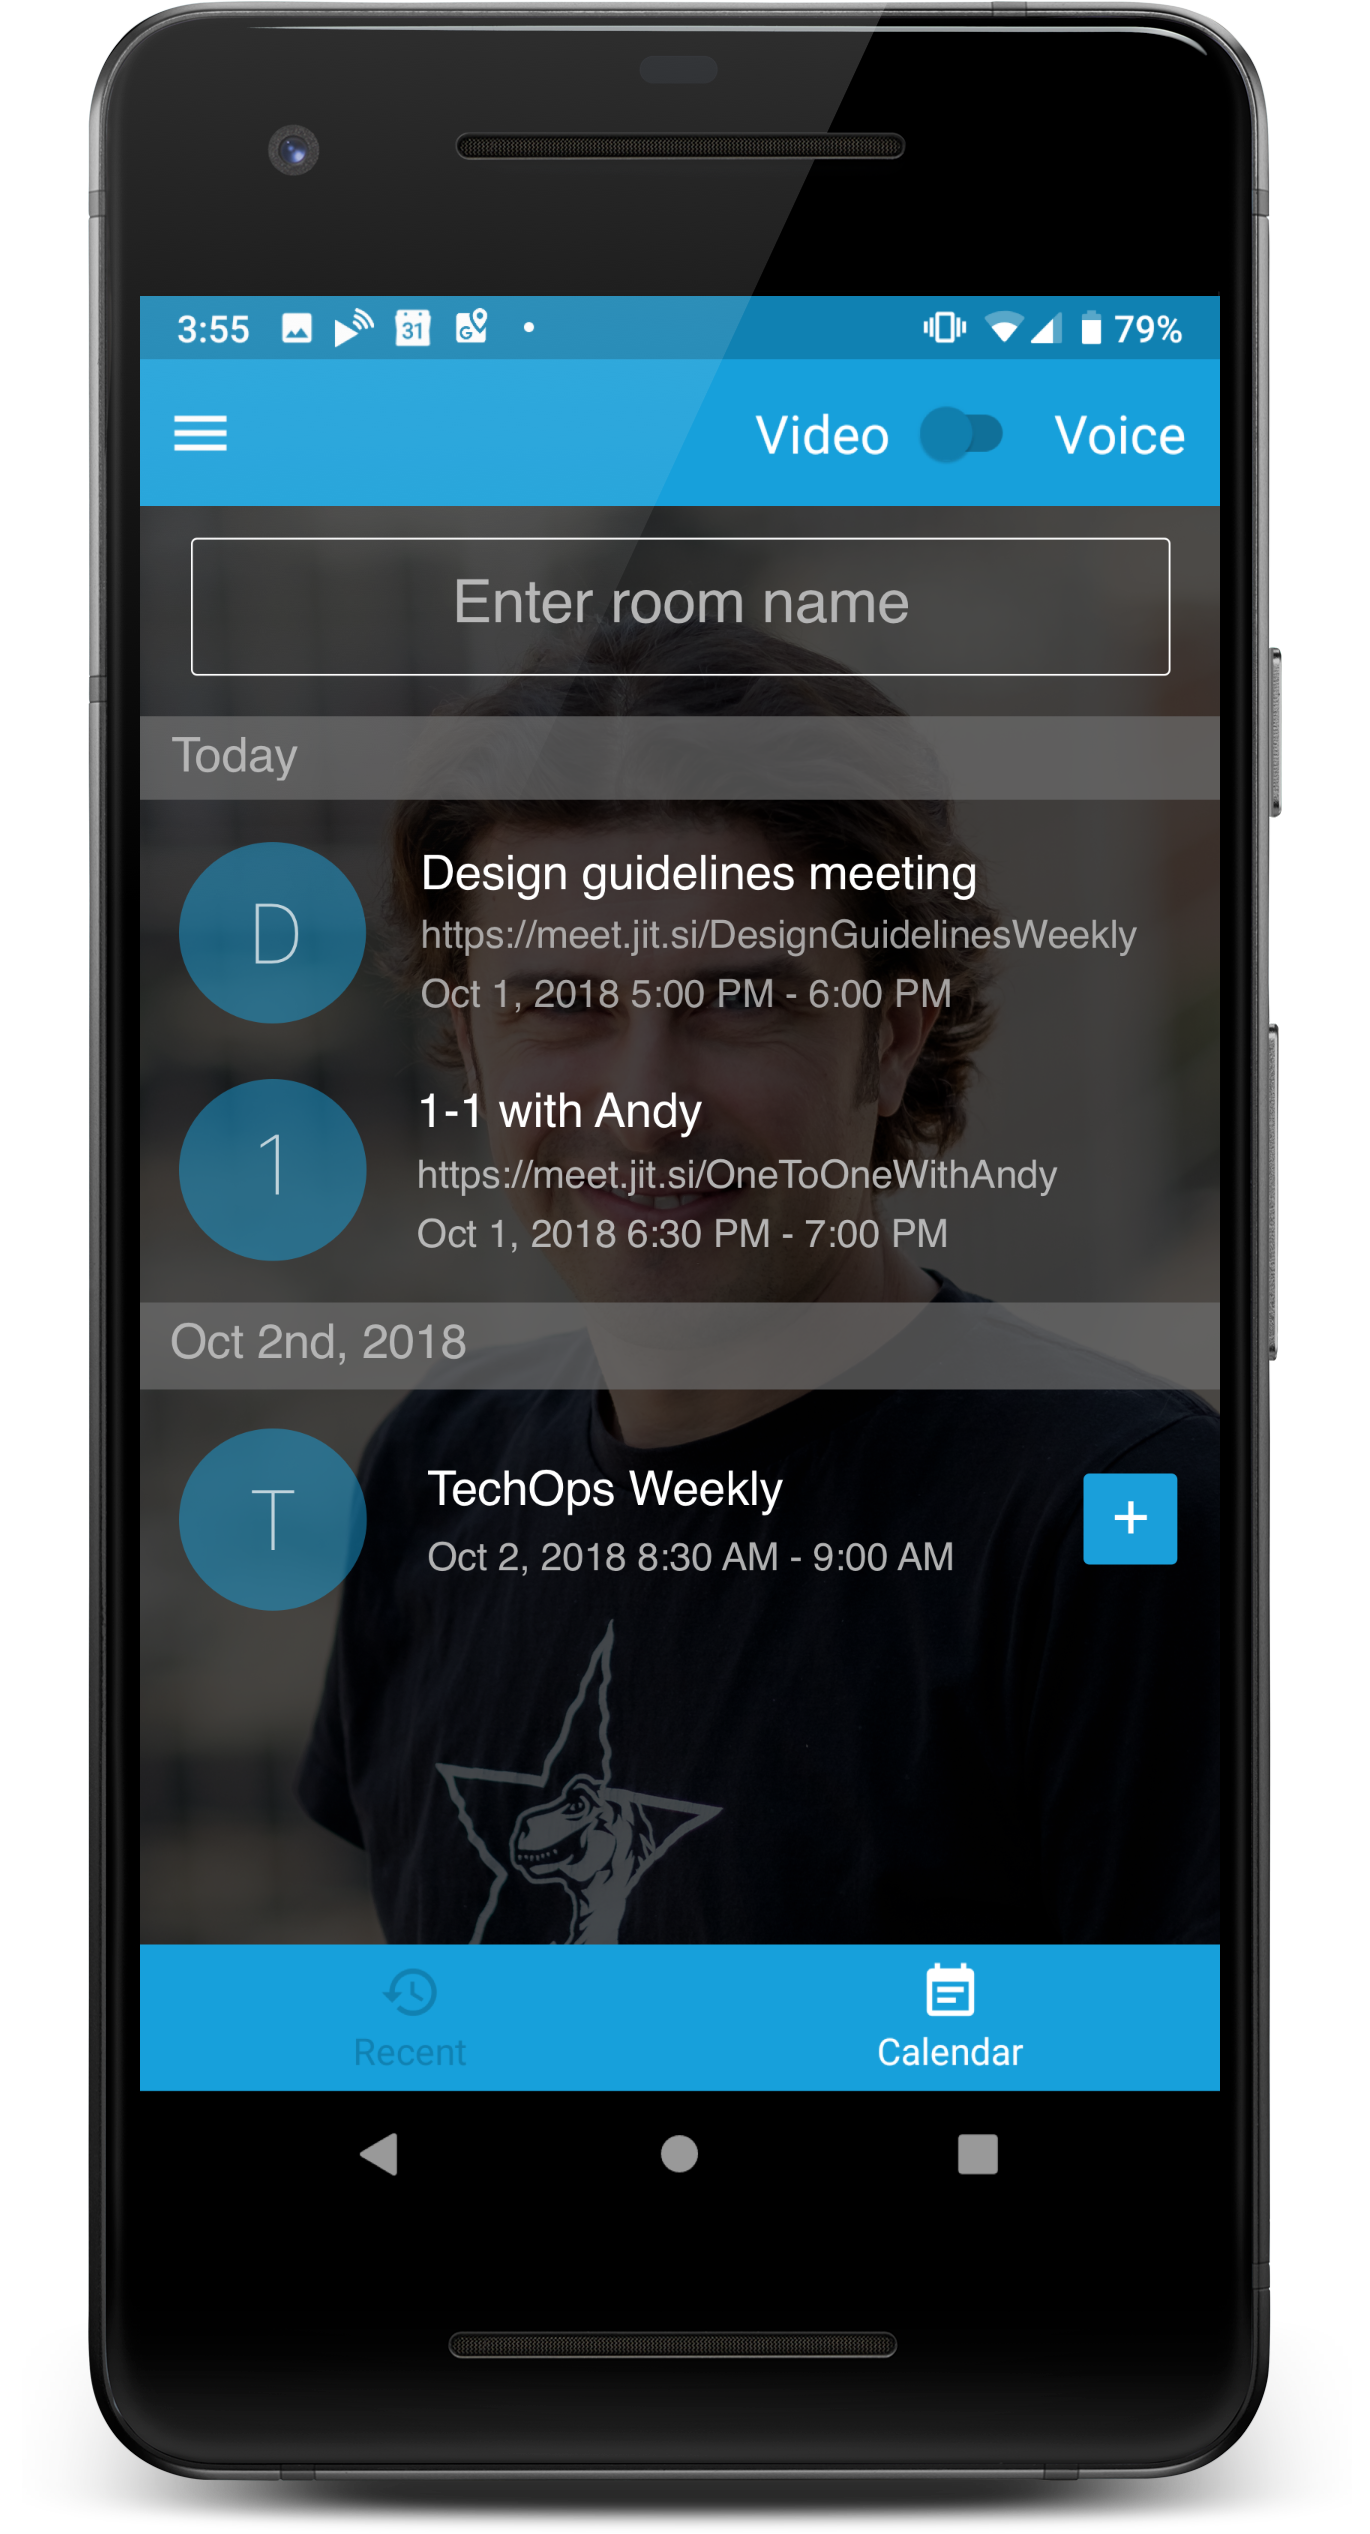 3:55 31 G 79%
Video Voice
Enter room name
Today
D
Design guidelines meeting
https://meet.jit.si/DesignGuidelinesWeekly
Oct 1, 2018 5:00 PM - 6:00 PM
1
1-1 with Andy
https://meet.jit.si/OneToOneWithAndy
Oct 1, 2018 6:30 PM - 7:00 PM
Oct 2nd, 2018
T
TechOps Weekly
Oct 2, 2018 8:30 AM - 9:00 AM
+
Recent Calendar